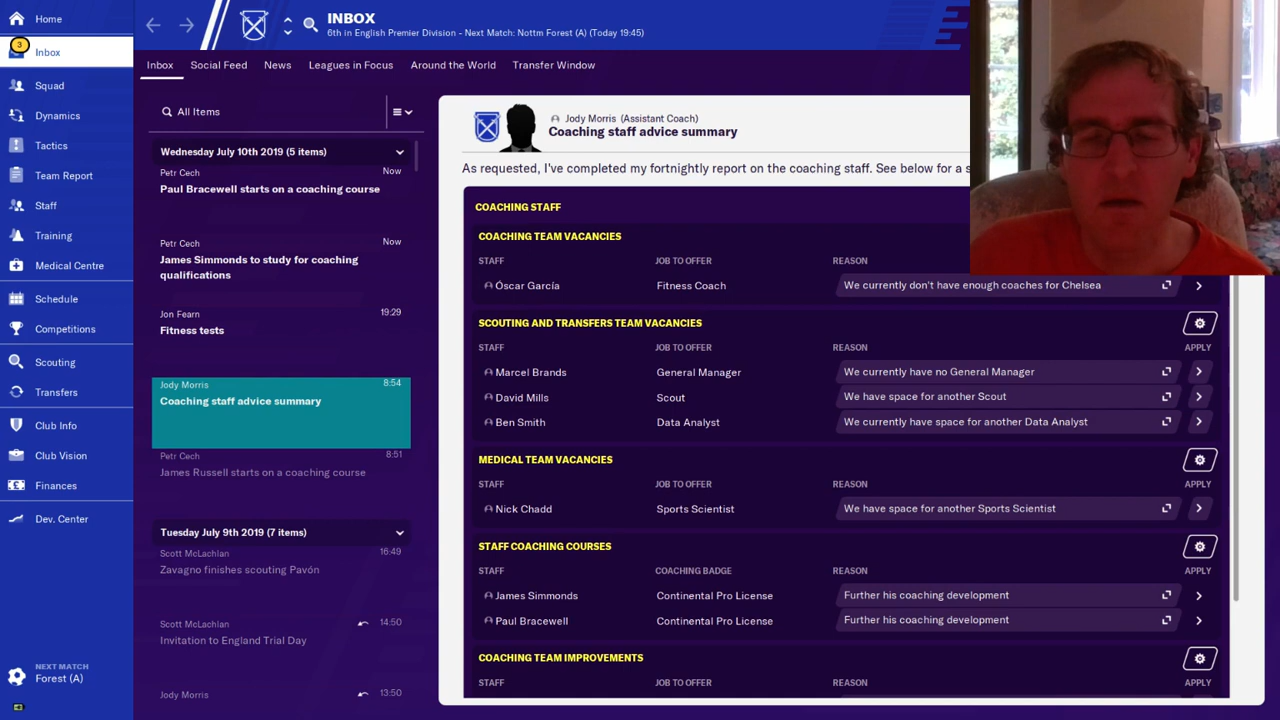 Home
INBOX
6th in English Premier Division - Next Match: Nottm Forest (A) (Today 19:45)
3
Inbox
Inbox
Social Feed
News
Leagues in Focus
Around the World
Transfer Window
Squad
Dynamics
Tactics
Team Report
Staff
Training
Medical Centre
Schedule
Competitions
Scouting
Transfers
Club Info
Club Vision
Finances
Dev. Center
NEXT MATCH
Forest (A)
All Items
Wednesday July 10th 2019 (5 items)
Petr Cech
Now
Paul Bracewell starts on a coaching course
Petr Cech
Now
James Simmonds to study for coaching
qualifications
Jon Fearn
19:29
Fitness tests
Jody Morris
8:54
Coaching staff advice summary
Petr Cech
8:51
James Russell starts on a coaching course
Tuesday July 9th 2019 (7 items)
Scott McLachlan
16:49
Zavagno finishes scouting Pavón
Scott McLachlan
14:50
Invitation to England Trial Day
Jody Morris
13:50
Jody Morris (Assistant Coach)
Coaching staff advice summary
As requested, I've completed my fortnightly report on the coaching staff. See below for a s
COACHING STAFF
COACHING TEAM VACANCIES
STAFF JOB TO OFFER REASON
Óscar García Fitness Coach We currently don't have enough coaches for Chelsea
SCOUTING AND TRANSFERS TEAM VACANCIES
STAFF JOB TO OFFER REASON APPLY
Marcel Brands General Manager We currently have no General Manager
David Mills Scout We have space for another Scout
Ben Smith Data Analyst We currently have space for another Data Analyst
MEDICAL TEAM VACANCIES
STAFF JOB TO OFFER REASON APPLY
Nick Chadd Sports Scientist We have space for another Sports Scientist
STAFF COACHING COURSES
STAFF COACHING BADGE REASON APPLY
James Simmonds Continental Pro License Further his coaching development
Paul Bracewell Continental Pro License Further his coaching development
COACHING TEAM IMPROVEMENTS
STAFF JOB TO OFFER REASON APPLY